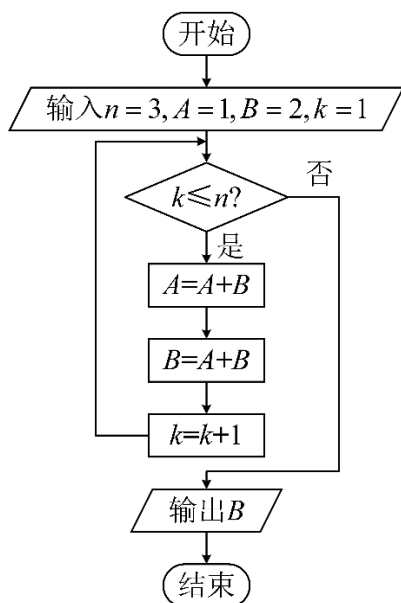 开始
输入n=3,A=1,B=2,k=1
k≤n?
否
是
A=A+B
B=A+B
k=k+1
输出B
结束